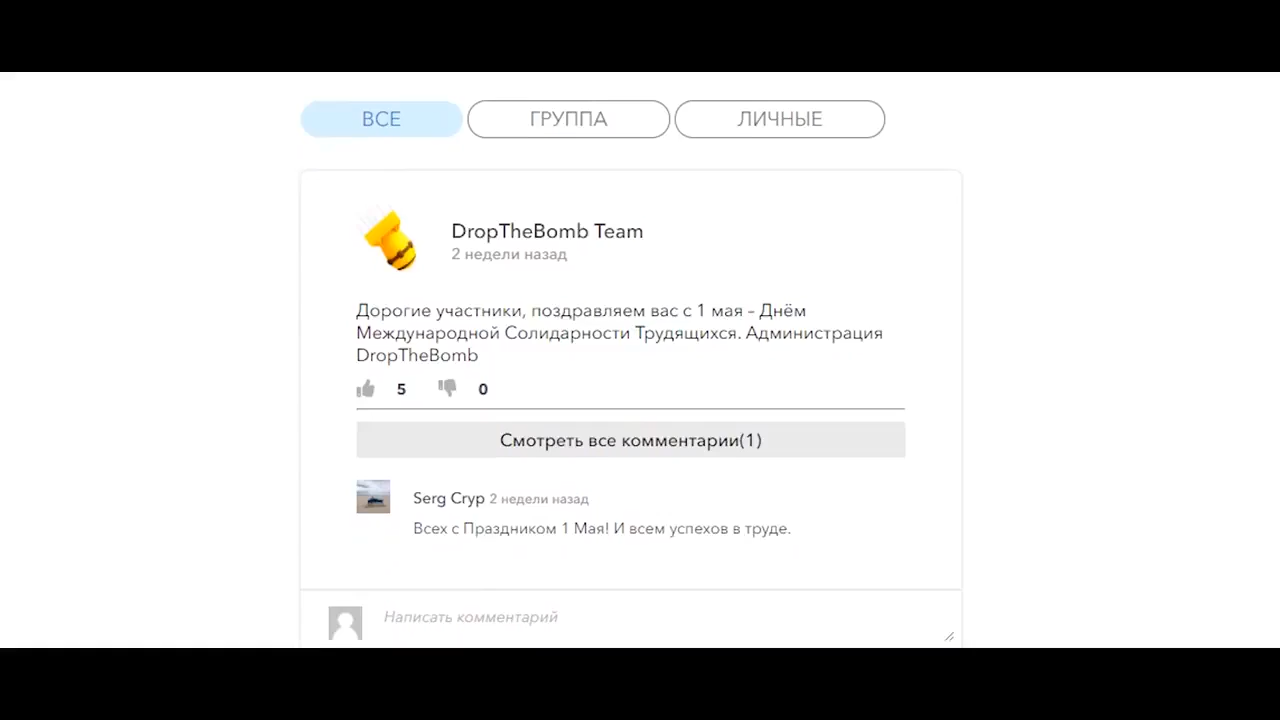 ВСЕ ГРУППА ЛИЧНЫЕ
DropTheBomb Team
2 недели назад
Дорогие участники, поздравляем вас с 1 мая – Днём
Международной Солидарности Трудящихся. Администрация
DropTheBomb
5 0
Смотреть все комментарии(1)
Serg Cryp 2 недели назад
Всех с Праздником 1 Мая! И всем успехов в труде.
Написать комментарий